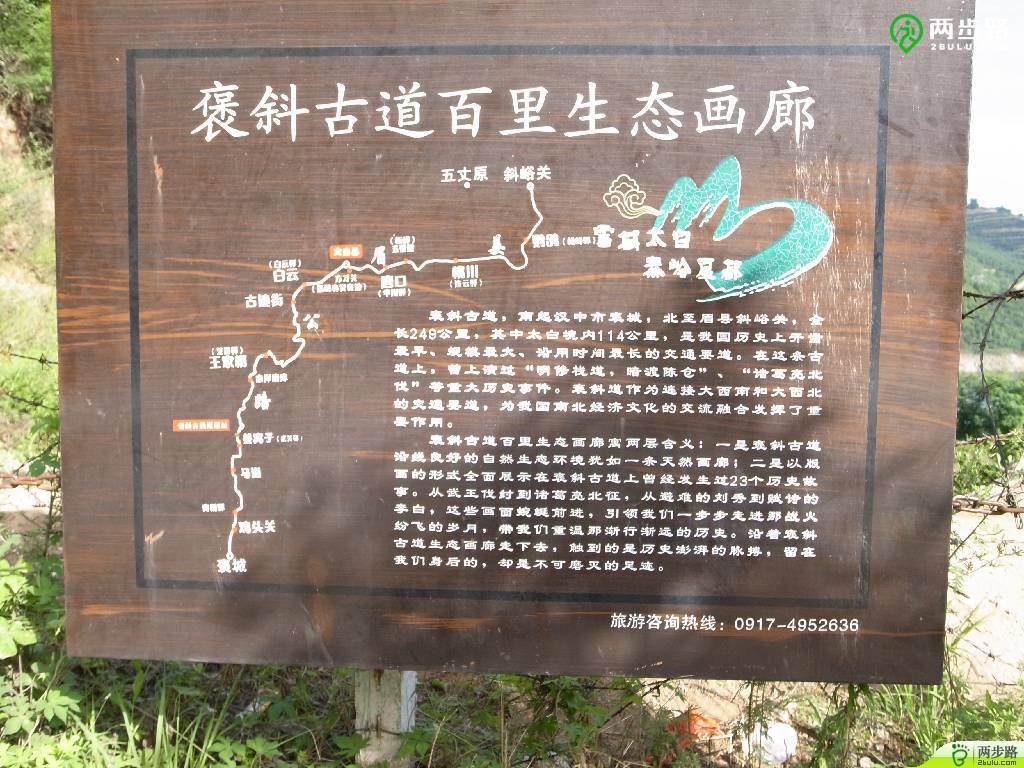 两步路
2BULU.COM
褒斜古道百里生态画廊
五丈原 斜峪关
鹦鸽
眉
县
桃川
白云
古迹街
公
王家塄
路
马道
鸡头关
褒城
太白
秦岭夏都
褒斜古道，南起汉中市褒城，北至眉县斜峪关，全
长249公里，其中太白境内114公里，是我国历史上开凿
最早、规模最大、沿用时间最长的交通要道。在这条古
道上，曾上演过“明修栈道，暗渡陈仓”、“诸葛亮北
伐”等重大历史事件。褒斜道作为连接大西南和大西北
的交通要道，为我国南北经济文化的交流融合发挥了重
要作用。
褒斜古道百里生态画廊寓两层含义：一是褒斜古道
沿线良好的自然生态环境犹如一条天然画廊；二是以版
画的形式全面展示在褒斜古道上曾经发生过23个历史故
事。从武王伐纣到诸葛亮北征，从避难的刘秀到赋诗的
李白，这些画面蜿蜒前进，引领我们一步步走进那战火
纷飞的岁月，带我们重温那渐行渐远的历史。沿着褒斜
古道生态画廊走下去，触到的是历史澎湃的脉搏，留在
我们身后的，却是不可磨灭的足迹。
旅游咨询热线：0917-4952636
两步路
2bulu.com